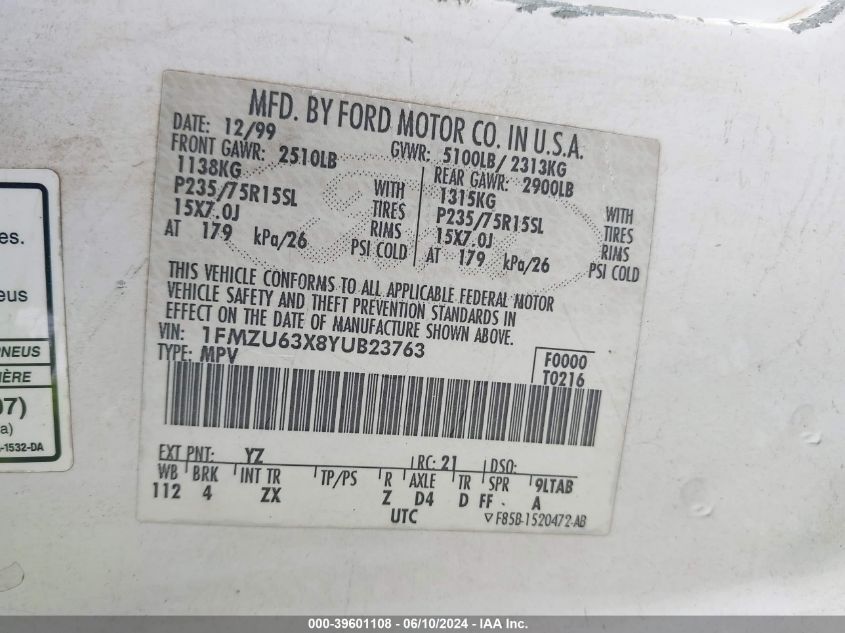 MFD. BY FORD MOTOR CO. IN U.S.A.
DATE: 12/99 GVWR: 5100LB/2313KG
FRONT GAWR: 2510LB REAR GAWR: 2900LB
1138KG WITH 1315KG WITH
P235/75R15SL TIRES P235/75R15SL TIRES
15X7.0J RIMS 15X7.0J RIMS
AT 179 kPa/26 PSI COLD AT 179 kPa/26 PSI COLD
THIS VEHICLE CONFORMS TO ALL APPLICABLE FEDERAL MOTOR
VEHICLE SAFETY AND THEFT PREVENTION STANDARDS IN
EFFECT ON THE DATE OF MANUFACTURE SHOWN ABOVE.
VIN: 1FMZU63X8YUB23763
TYPE: MPV
F0000
T0216
EXT PNT: YZ RC: 21 DSO:
WB BRK INT TR TP/PS R AXLE TR SPR 9LTAB
112 4 ZX Z D4 D FF A
UTC ▽ F85B-1520472-AB
es.
eus
PNEUS
IÈRE
07)
a)
-1532-DA
000-39601108 - 06/10/2024 - IAA Inc.